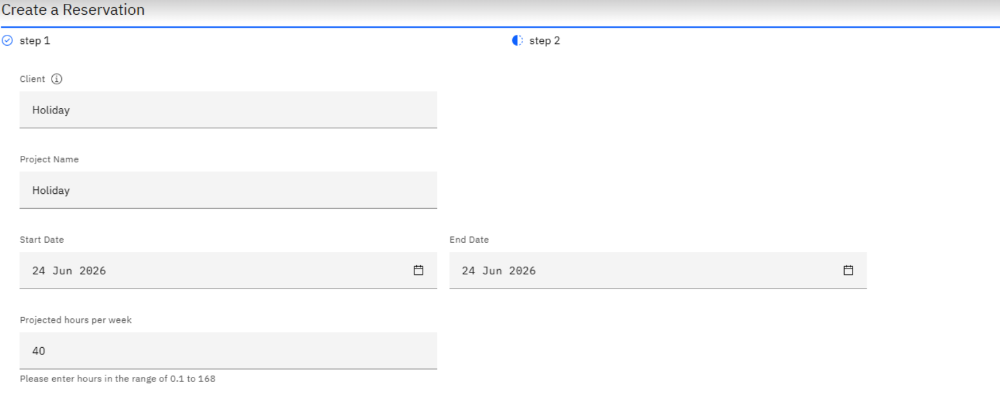 Create a Reservation
step 1 step 2
Client
Holiday
Project Name
Holiday
Start Date End Date
24 Jun 2026 24 Jun 2026
Projected hours per week
40
Please enter hours in the range of 0.1 to 168